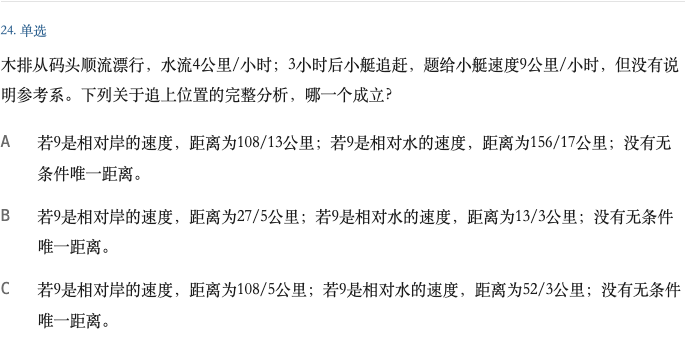 24. 单选
木排从码头顺流漂行，水流4公里/小时；3小时后小艇追赶，题给小艇速度9公里/小时，但没有说
明参考系。下列关于追上位置的完整分析，哪一个成立？
A 若9是相对岸的速度，距离为108/13公里；若9是相对水的速度，距离为156/17公里；没有无
条件唯一距离。
B 若9是相对岸的速度，距离为27/5公里；若9是相对水的速度，距离为13/3公里；没有无条件
唯一距离。
C 若9是相对岸的速度，距离为108/5公里；若9是相对水的速度，距离为52/3公里；没有无条件
唯一距离。